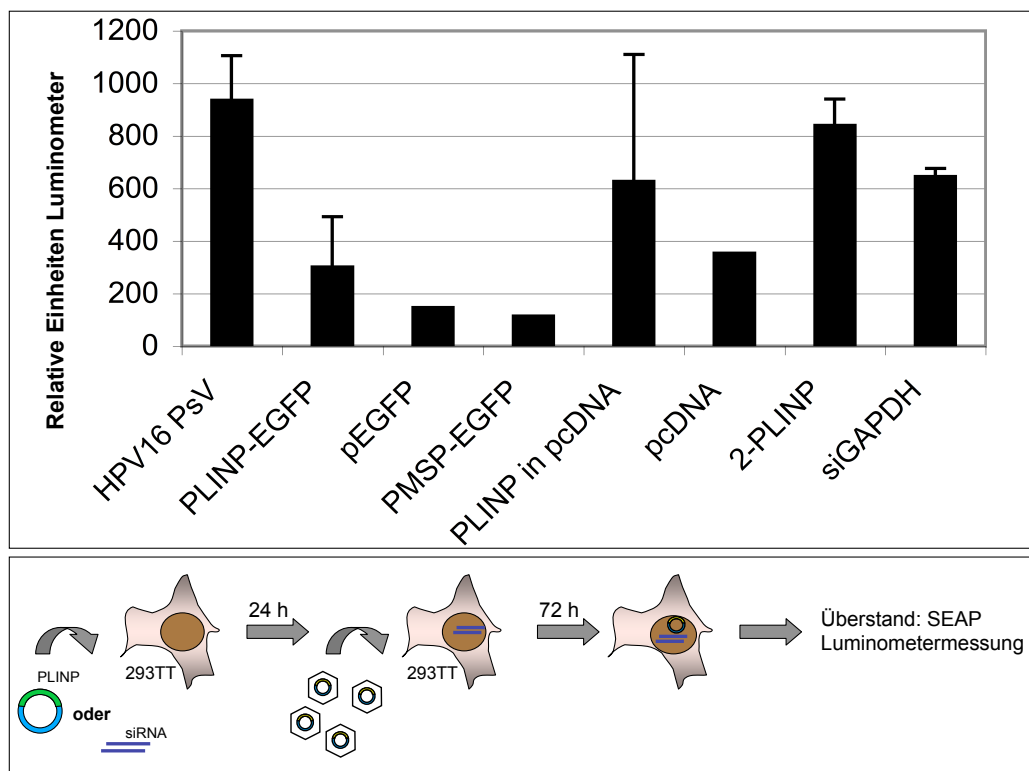 Relative Einheiten Luminometer
1200
1000
800
600
400
200
0
HPV16 PsV
PLINP-EGFP
pEGFP
PMSP-EGFP
PLINP in pcDNA
pcDNA
2-PLINP
siGAPDH
PLINP
oder
siRNA
293TT
24 h
293TT
72 h
Überstand: SEAP
Luminometermessung